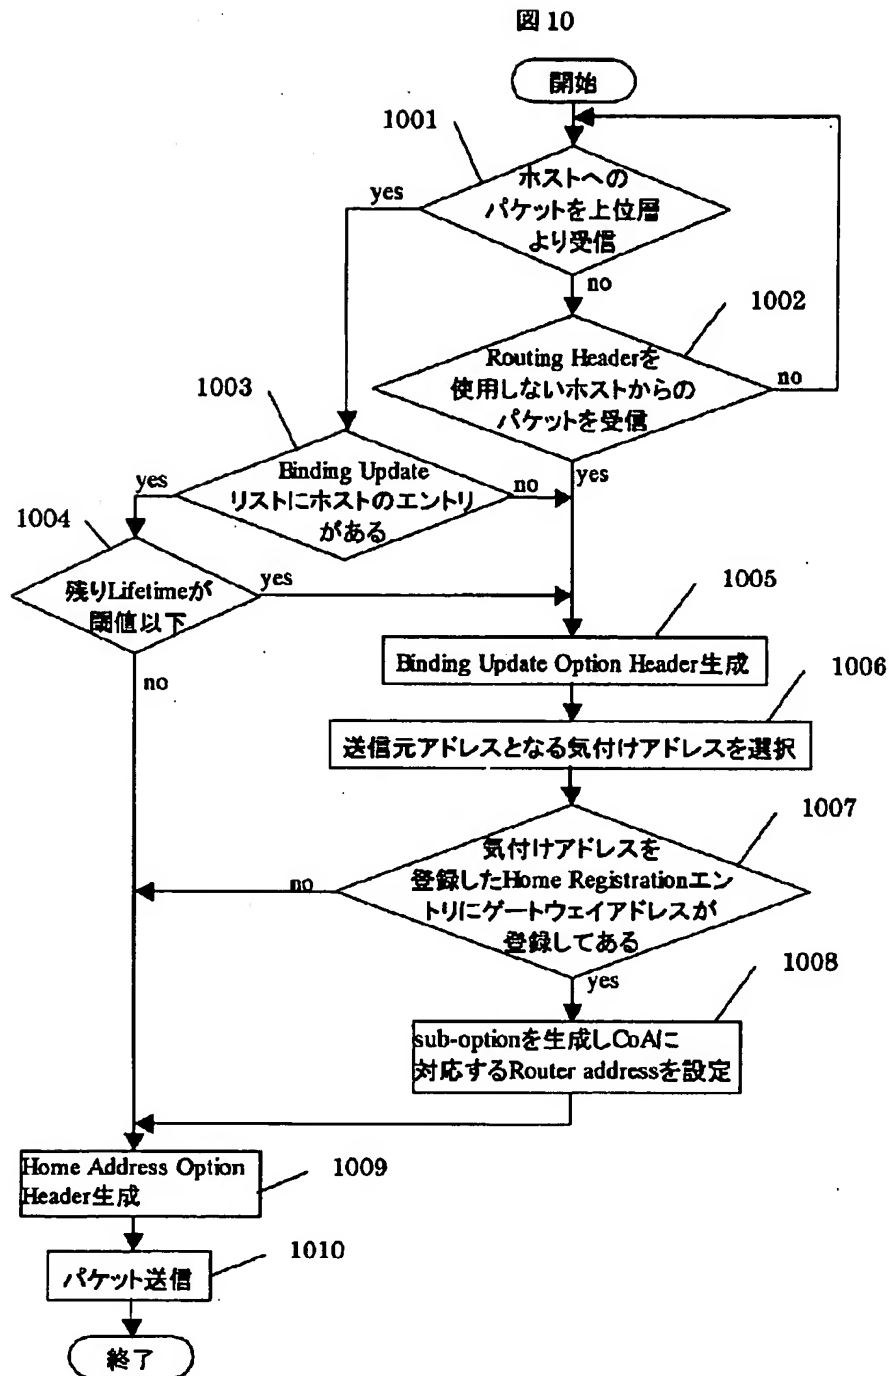 図10
開始
1001
ホストへの
パケットを上位層
より受信
yes
no
1002
Routing Headerを
使用しないホストからの
パケットを受信
no
yes
1003
Binding Update
リストにホストのエントリ
がある
yes
no
1004
残りLifetimeが
閾値以下
yes
no
1005
Binding Update Option Header生成
1006
送信元アドレスとなる気付けアドレスを選択
1007
気付けアドレスを
登録したHome Registrationエン
トリにゲートウェイアドレスが
登録してある
no
yes
1008
sub-optionを生成しCoAに
対応するRouter addressを設定
Home Address Option
Header生成
1009
パケット送信
1010
終了